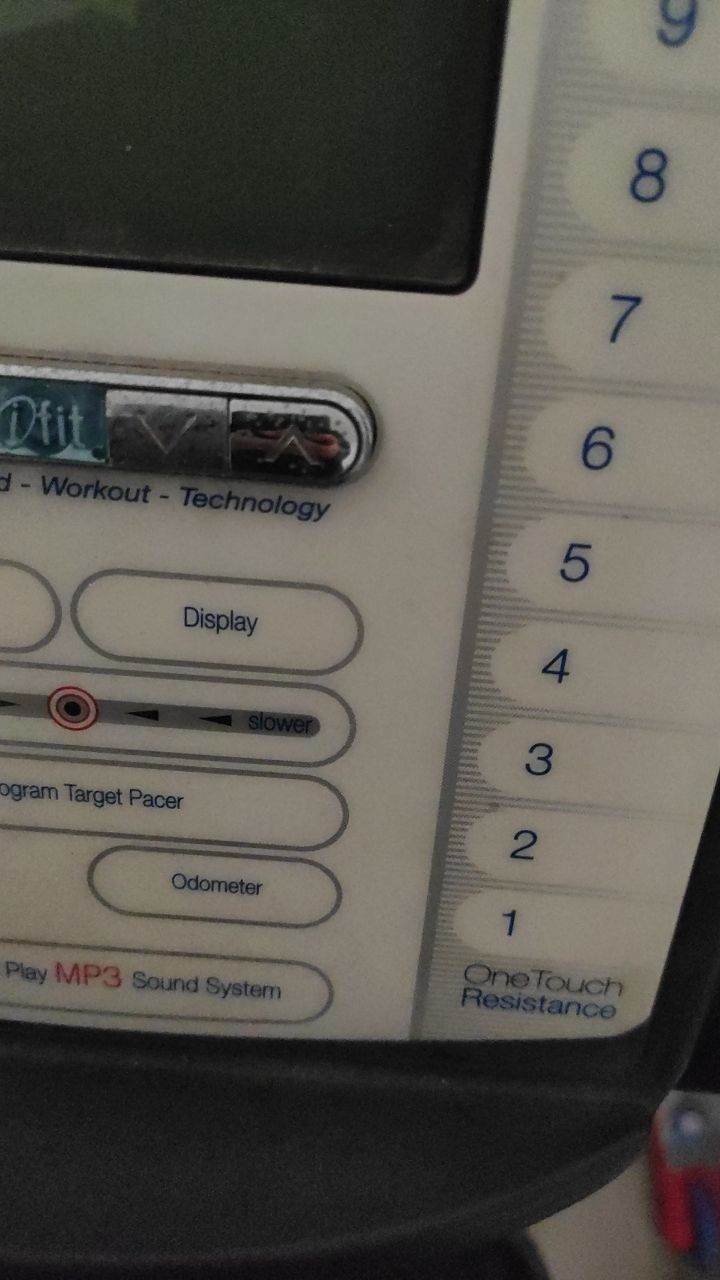 9
8
7
6
5
4
3
2
1
OneTouch
Resistance
ifit
- Workout - Technology
Display
slower
Target Pacer
Odometer
Play MP3 Sound System